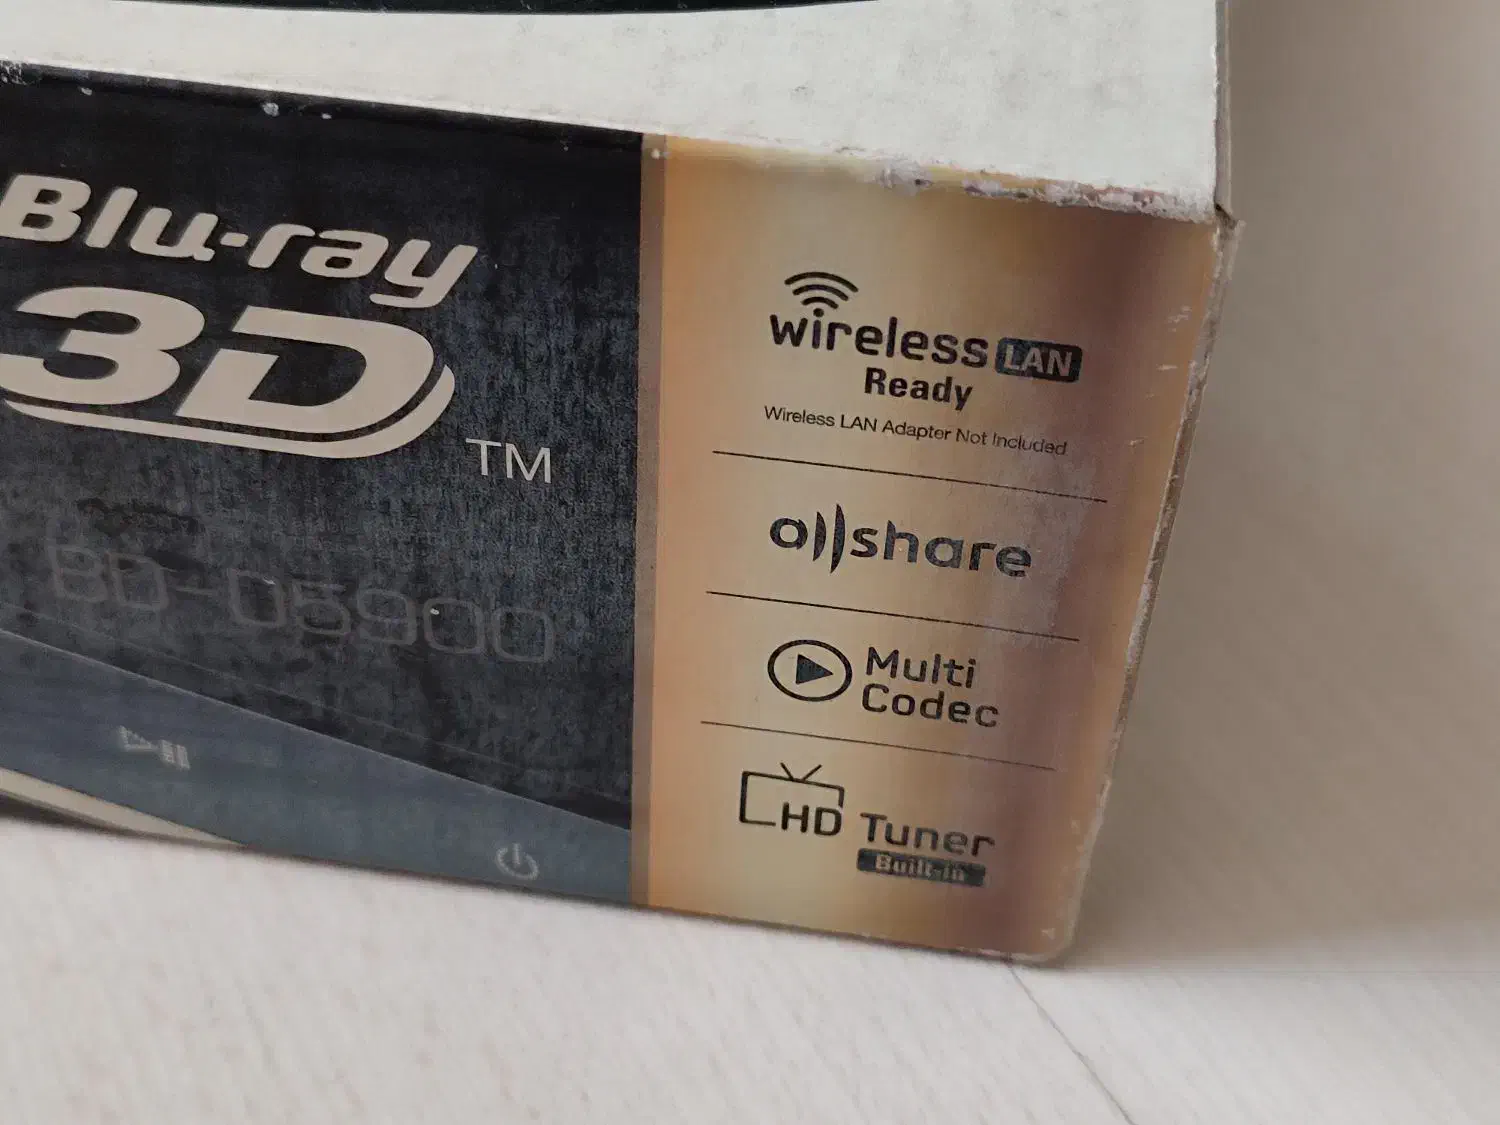 Blu-ray
3D
TM
BD-D5900
wireless LAN
Ready
Wireless LAN Adapter Not Included
allshare
Multi
Codec
HD Tuner
Built-in